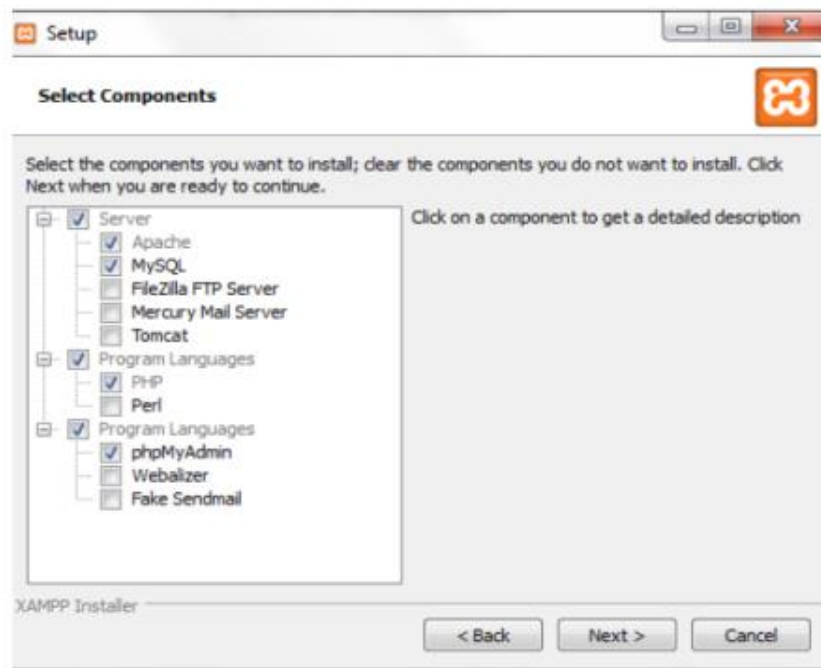 Setup
Select Components
Select the components you want to install; clear the components you do not want to install. Click
Next when you are ready to continue.
Server
Apache
MySQL
FileZilla FTP Server
Mercury Mail Server
Tomcat
Program Languages
PHP
Perl
Program Languages
phpMyAdmin
Webalizer
Fake Sendmail
Click on a component to get a detailed description
XAMPP Installer
< Back
Next >
Cancel